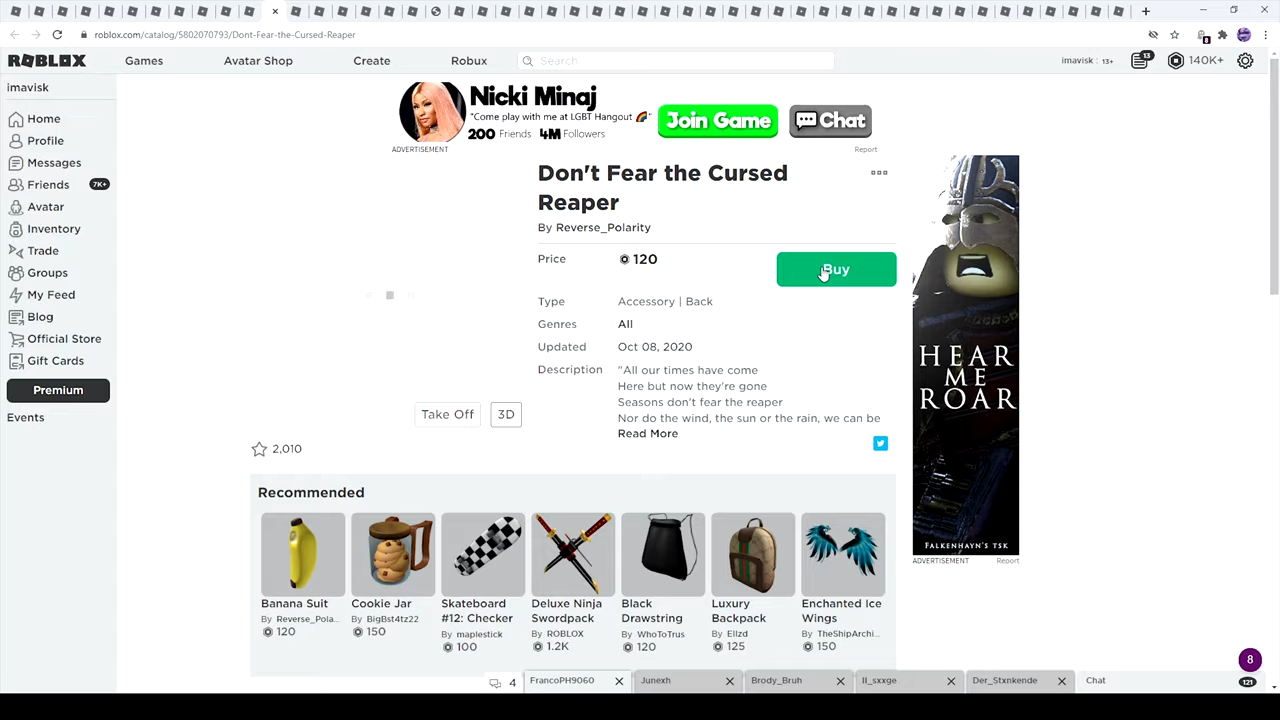 roblox.com/catalog/5802070793/Dont-Fear-the-Cursed-Reaper
8
ROBLOX
Games
Avatar Shop
Create
Robux
Search
imavisk : 13+
13
140K+
imavisk
Home
Profile
Messages
Friends
7K+
Avatar
Inventory
Trade
Groups
My Feed
Blog
Official Store
Gift Cards
Premium
Events
Nicki Minaj
"Come play with me at LGBT Hangout 🌈"
200 Friends 4M Followers
Join Game
Chat
ADVERTISEMENT
Report
Don't Fear the Cursed
Reaper
By Reverse_Polarity
Price 120
Buy
Type Accessory | Back
Genres All
Updated Oct 08, 2020
Description "All our times have come
Here but now they're gone
Seasons don't fear the reaper
Nor do the wind, the sun or the rain, we can be
Read More
Take Off
3D
2,010
HEAR
ME
ROAR
FALKENHAYN'S TSK
ADVERTISEMENT
Report
Recommended
Banana Suit
By Reverse_Pola...
120
Cookie Jar
By BigBst4tz22
150
Skateboard
#12: Checker
By maplestick
100
Deluxe Ninja
Swordpack
By ROBLOX
1.2K
Black
Drawstring
By WhoToTrus
120
Luxury
Backpack
By Ellzd
125
Enchanted Ice
Wings
By TheShipArchi...
150
8
4
FrancoPH9060
Junexh
Brody_Bruh
Der_Stxnkende
Chat
121